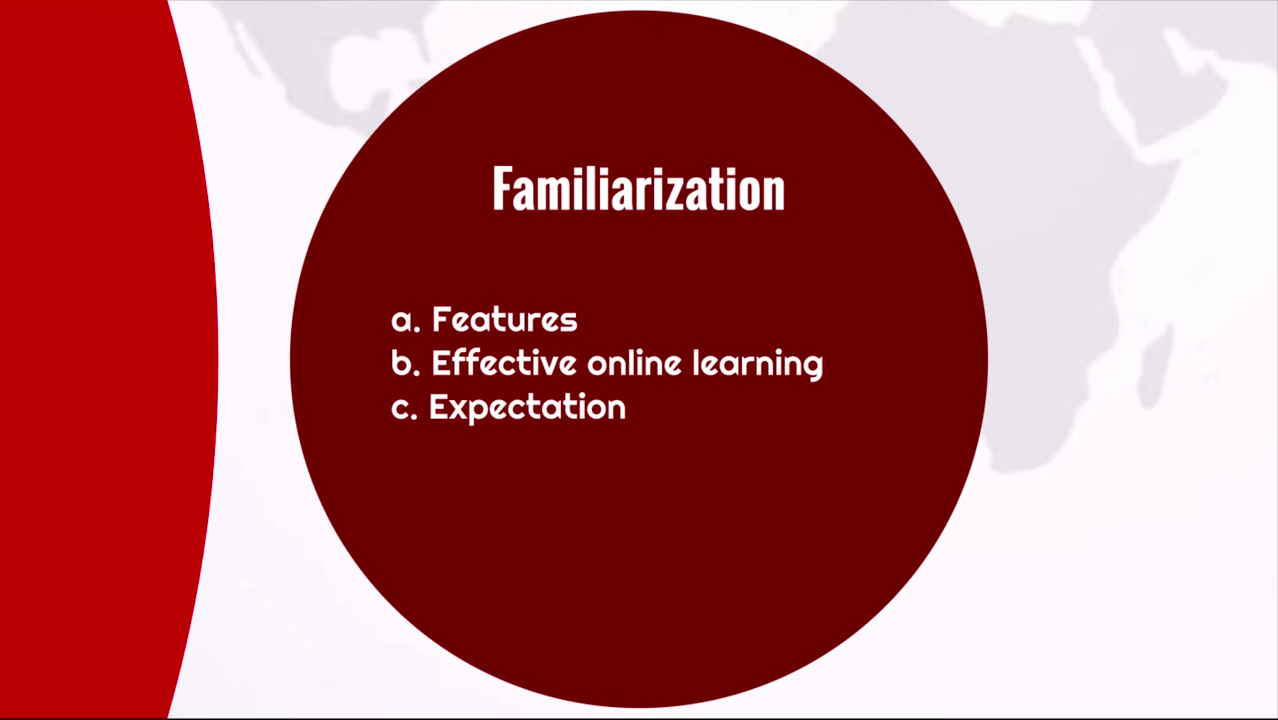 Familiarization
a. Features
b. Effective online learning
c. Expectation